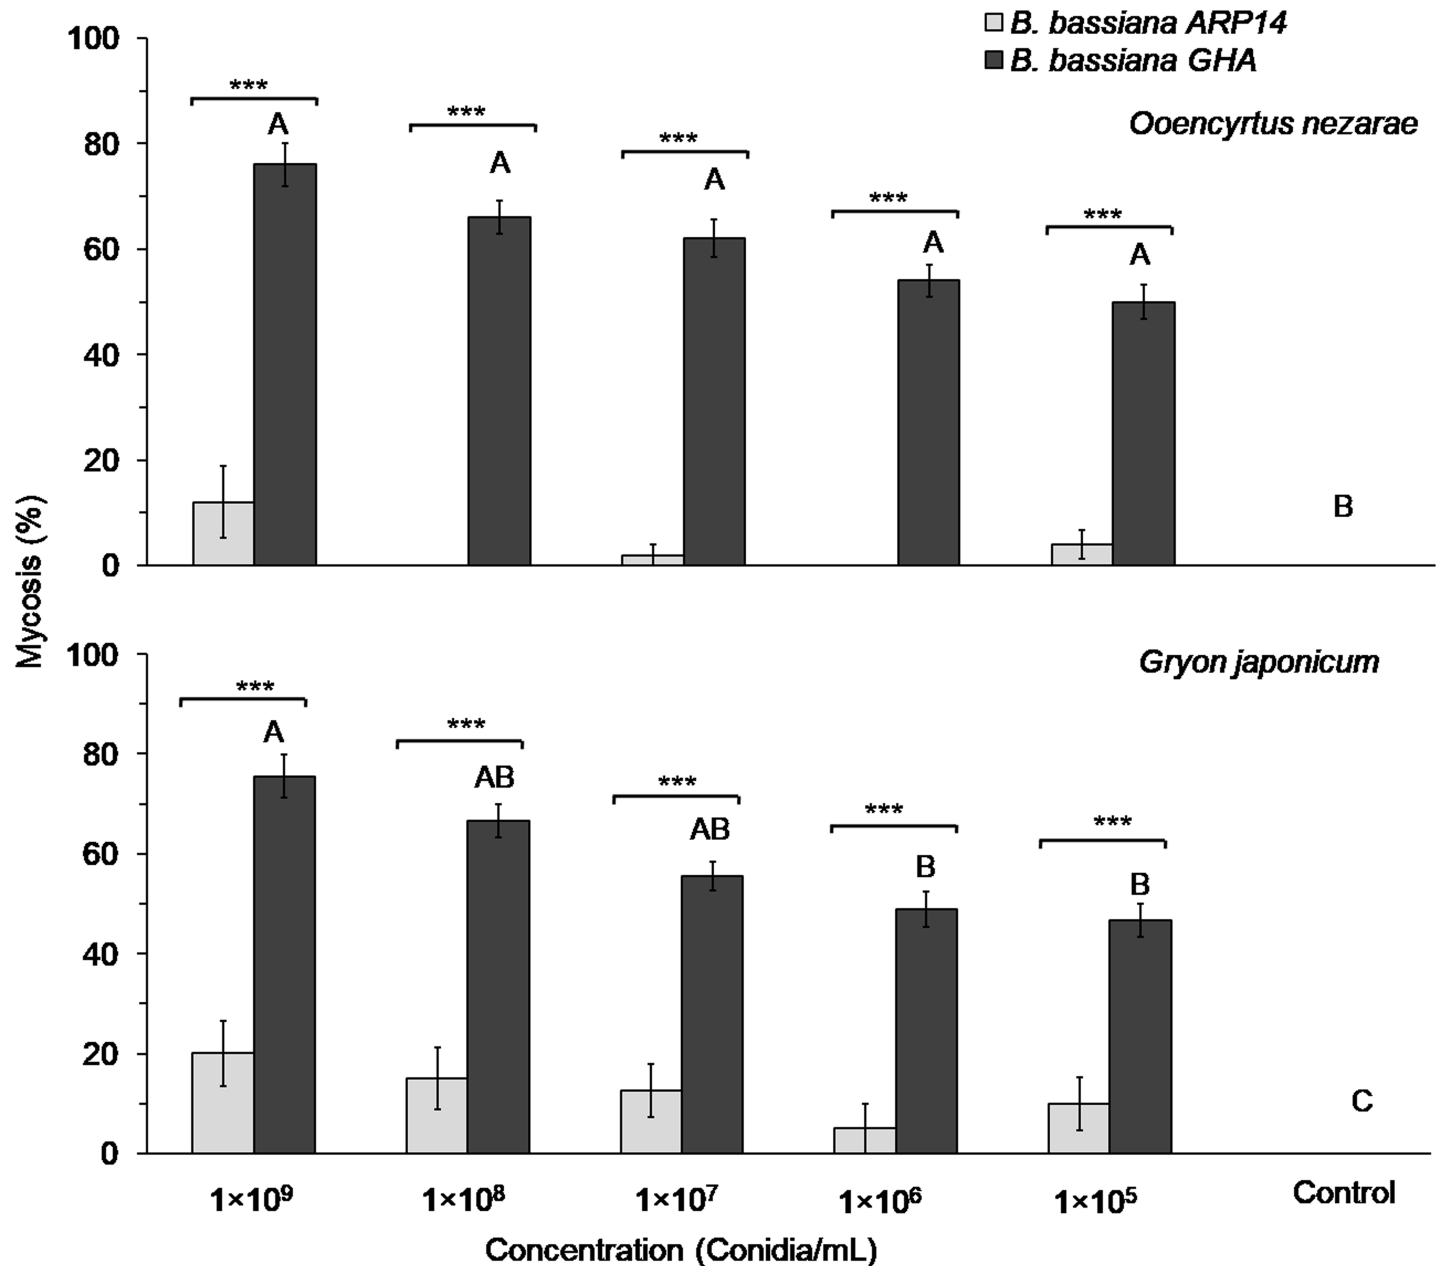 B. bassiana ARP14
B. bassiana GHA
Ooencyrtus nezarae
100
80
60
40
20
0
***
***
***
***
***
A
A
A
A
A
B
Mycosis (%)
Gryon japonicum
100
80
60
40
20
0
***
***
***
***
***
A
AB
AB
B
B
C
1×10⁹ 1×10⁸ 1×10⁷ 1×10⁶ 1×10⁵ Control
Concentration (Conidia/mL)